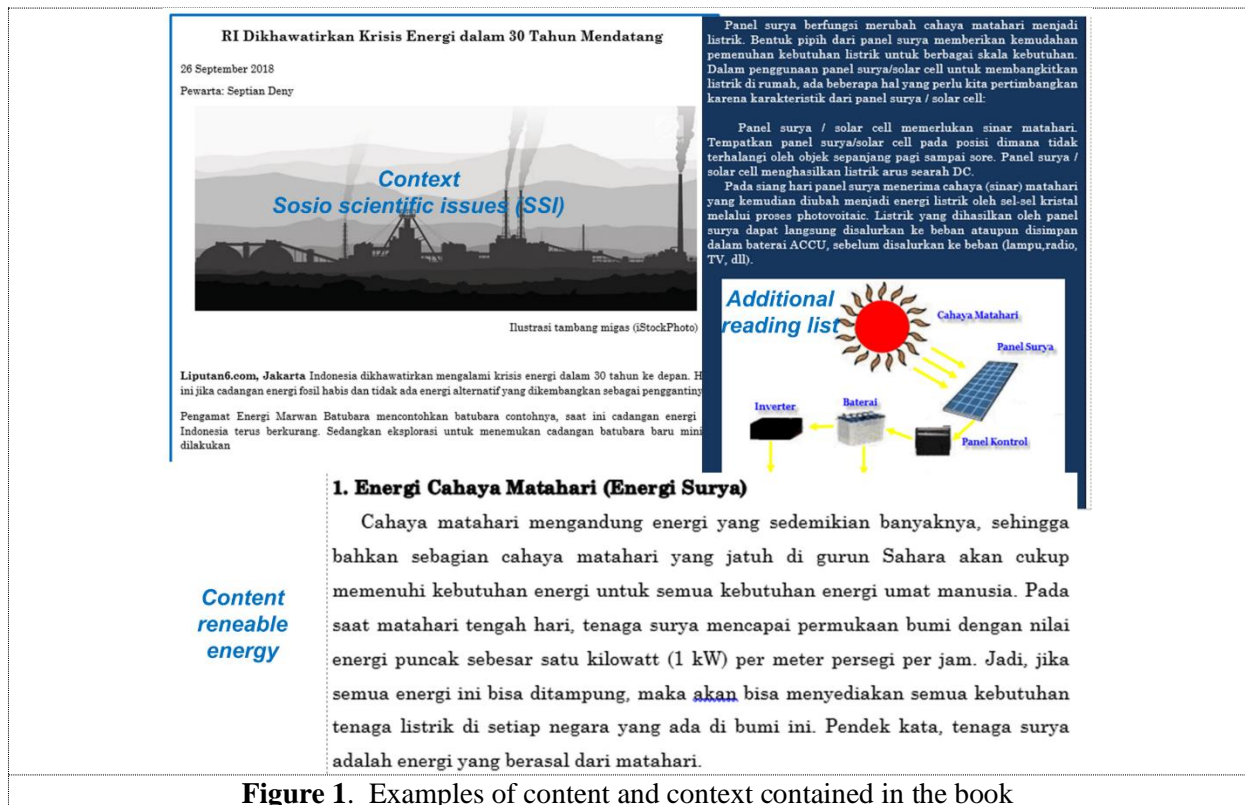 RI Dikhawatirkan Krisis Energi dalam 30 Tahun Mendatang
26 September 2018
Pewarta: Septian Deny
Context
Sosio scientific issues (SSI)
Ilustrasi tambang migas (iStockPhoto)
Liputan6.com, Jakarta Indonesia dikhawatirkan mengalami krisis energi dalam 30 tahun ke depan. H
ini jika cadangan energi fosil habis dan tidak ada energi alternatif yang dikembangkan sebagai penggantiny
Pengamat Energi Marwan Batubara mencontohkan batubara contohnya, saat ini cadangan energi
Indonesia terus berkurang. Sedangkan eksplorasi untuk menemukan cadangan batubara baru mini
dilakukan
Panel surya berfungsi merubah cahaya matahari menjadi
listrik. Bentuk pipih dari panel surya memberikan kemudahan
pemenuhan kebutuhan listrik untuk berbagai skala kebutuhan.
Dalam penggunaan panel surya/solar cell untuk membangkitkan
listrik di rumah, ada beberapa hal yang perlu kita pertimbangkan
karena karakteristik dari panel surya / solar cell:
Panel surya / solar cell memerlukan sinar matahari.
Tempatkan panel surya/solar cell pada posisi dimana tidak
terhalangi oleh objek sepanjang pagi sampai sore. Panel surya /
solar cell menghasilkan listrik arus searah DC.
Pada siang hari panel surya menerima cahaya (sinar) matahari
yang kemudian diubah menjadi energi listrik oleh sel-sel kristal
melalui proses photovoitaic. Listrik yang dihasilkan oleh panel
surya dapat langsung disalurkan ke beban ataupun disimpan
dalam baterai ACCU, sebelum disalurkan ke beban (lampu,radio,
TV, dll).
Additional
reading list
Cahaya Matahari
Panel Surya
Baterai
Inverter
Panel Kontrol
1. Energi Cahaya Matahari (Energi Surya)
Cahaya matahari mengandung energi yang sedemikian banyaknya, sehingga
bahkan sebagian cahaya matahari yang jatuh di gurun Sahara akan cukup
memenuhi kebutuhan energi untuk semua kebutuhan energi umat manusia. Pada
saat matahari tengah hari, tenaga surya mencapai permukaan bumi dengan nilai
energi puncak sebesar satu kilowatt (1 kW) per meter persegi per jam. Jadi, jika
semua energi ini bisa ditampung, maka akan bisa menyediakan semua kebutuhan
tenaga listrik di setiap negara yang ada di bumi ini. Pendek kata, tenaga surya
adalah energi yang berasal dari matahari.
Content
reneable
energy
Figure 1. Examples of content and context contained in the book